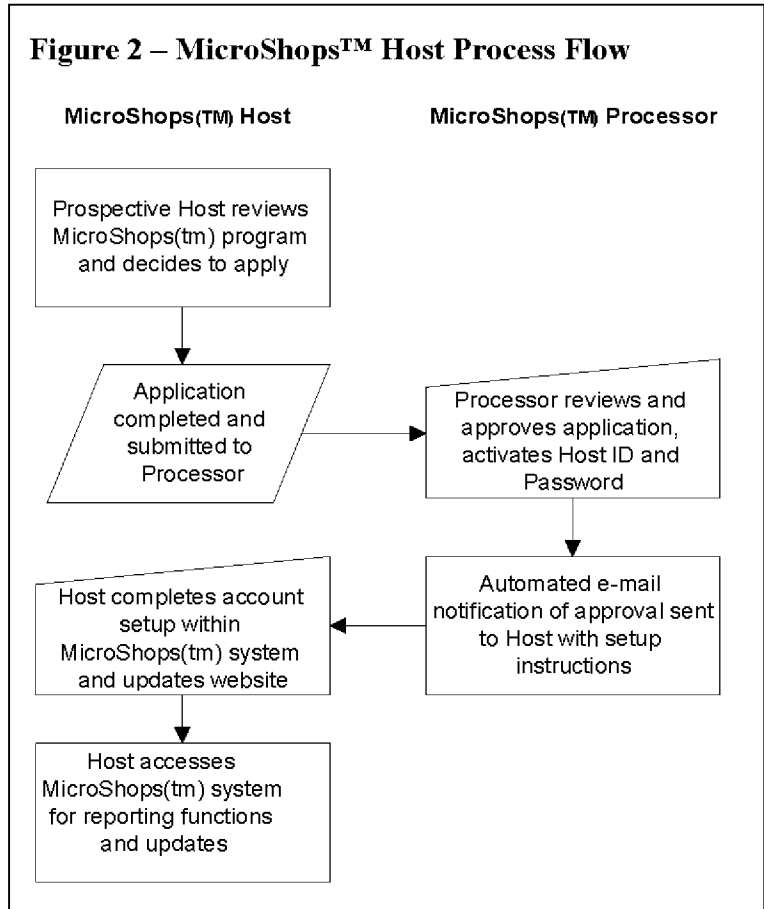 Figure 2 – MicroShops™ Host Process Flow
MicroShops(TM) Host
MicroShops(TM) Processor
Prospective Host reviews
MicroShops(tm) program
and decides to apply
Application
completed and
submitted to
Processor
Processor reviews and
approves application,
activates Host ID and
Password
Automated e-mail
notification of approval sent
to Host with setup
instructions
Host completes account
setup within
MicroShops(tm) system
and updates website
Host accesses
MicroShops(tm) system
for reporting functions
and updates